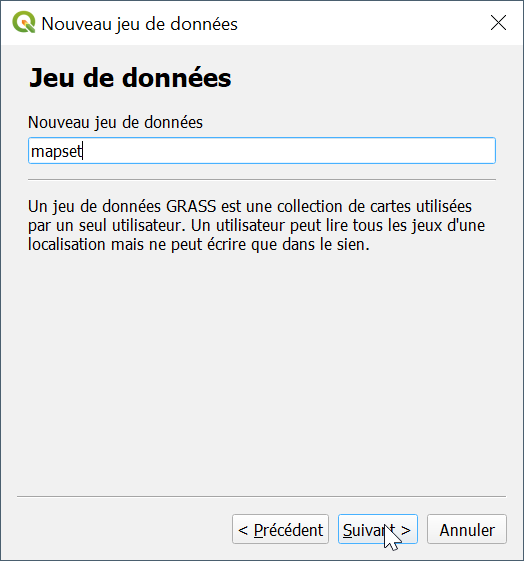 Nouveau jeu de données
Jeu de données
Nouveau jeu de données
mapset
Un jeu de données GRASS est une collection de cartes utilisées
par un seul utilisateur. Un utilisateur peut lire tous les jeux d'une
localisation mais ne peut écrire que dans le sien.
< Précédent Suivant > Annuler